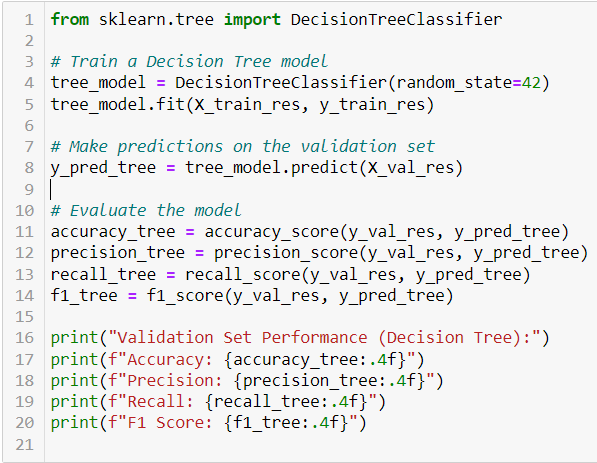 1 from sklearn.tree import DecisionTreeClassifier
2
3 # Train a Decision Tree model
4 tree_model = DecisionTreeClassifier(random_state=42)
5 tree_model.fit(X_train_res, y_train_res)
6
7 # Make predictions on the validation set
8 y_pred_tree = tree_model.predict(X_val_res)
9
10 # Evaluate the model
11 accuracy_tree = accuracy_score(y_val_res, y_pred_tree)
12 precision_tree = precision_score(y_val_res, y_pred_tree)
13 recall_tree = recall_score(y_val_res, y_pred_tree)
14 f1_tree = f1_score(y_val_res, y_pred_tree)
15
16 print("Validation Set Performance (Decision Tree):")
17 print(f"Accuracy: {accuracy_tree:.4f}")
18 print(f"Precision: {precision_tree:.4f}")
19 print(f"Recall: {recall_tree:.4f}")
20 print(f"F1 Score: {f1_tree:.4f}")
21